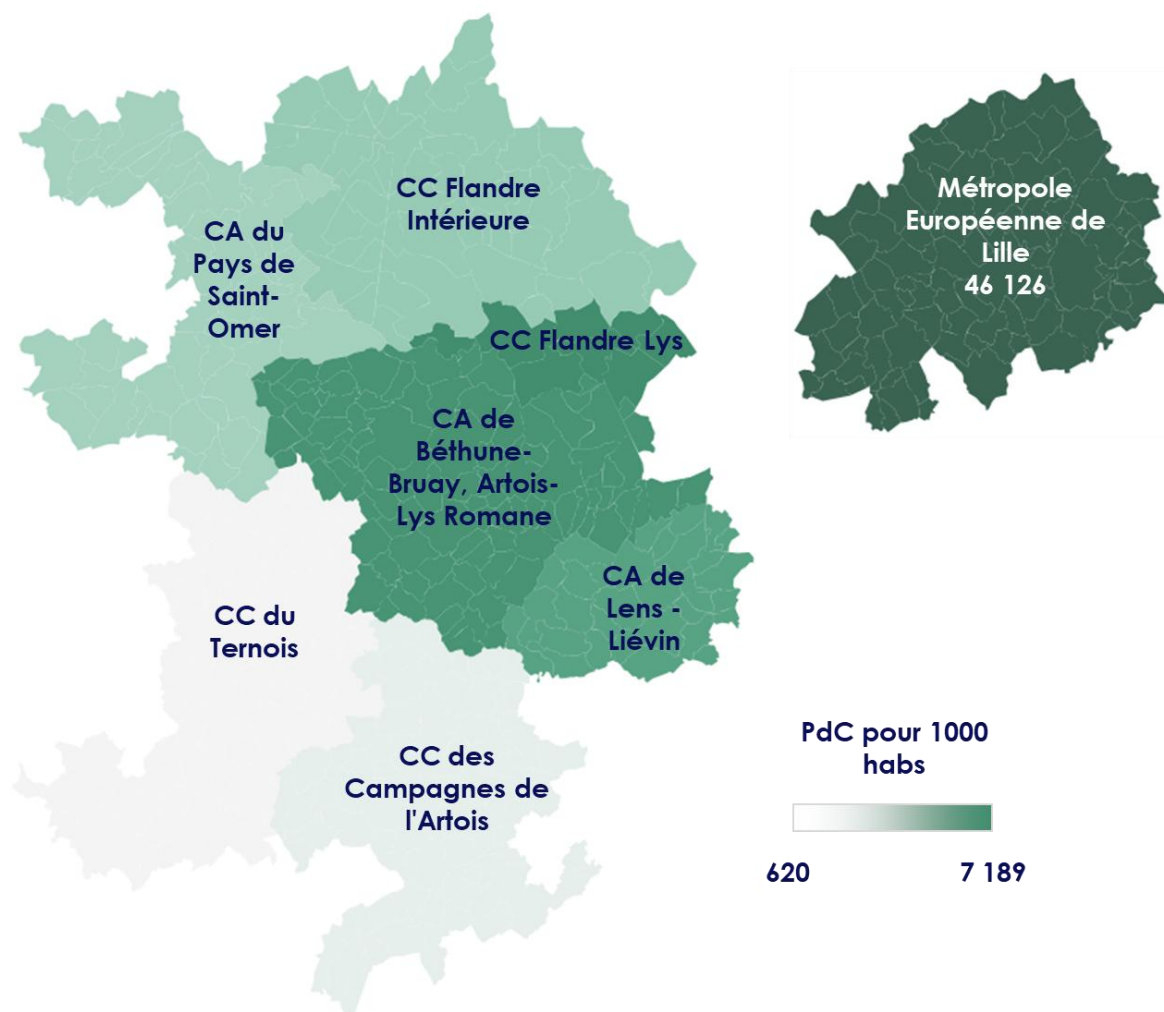 CC Flandre
Intérieure
CA du
Pays de
Saint-
Omer
CC Flandre Lys
CA de
Béthune-
Bruay, Artois-
Lys Romane
CA de
Lens -
Liévin
CC du
Ternois
CC des
Campagnes de
l'Artois
Métropole
Européenne de
Lille
46 126
PdC pour 1000
habs
620
7 189